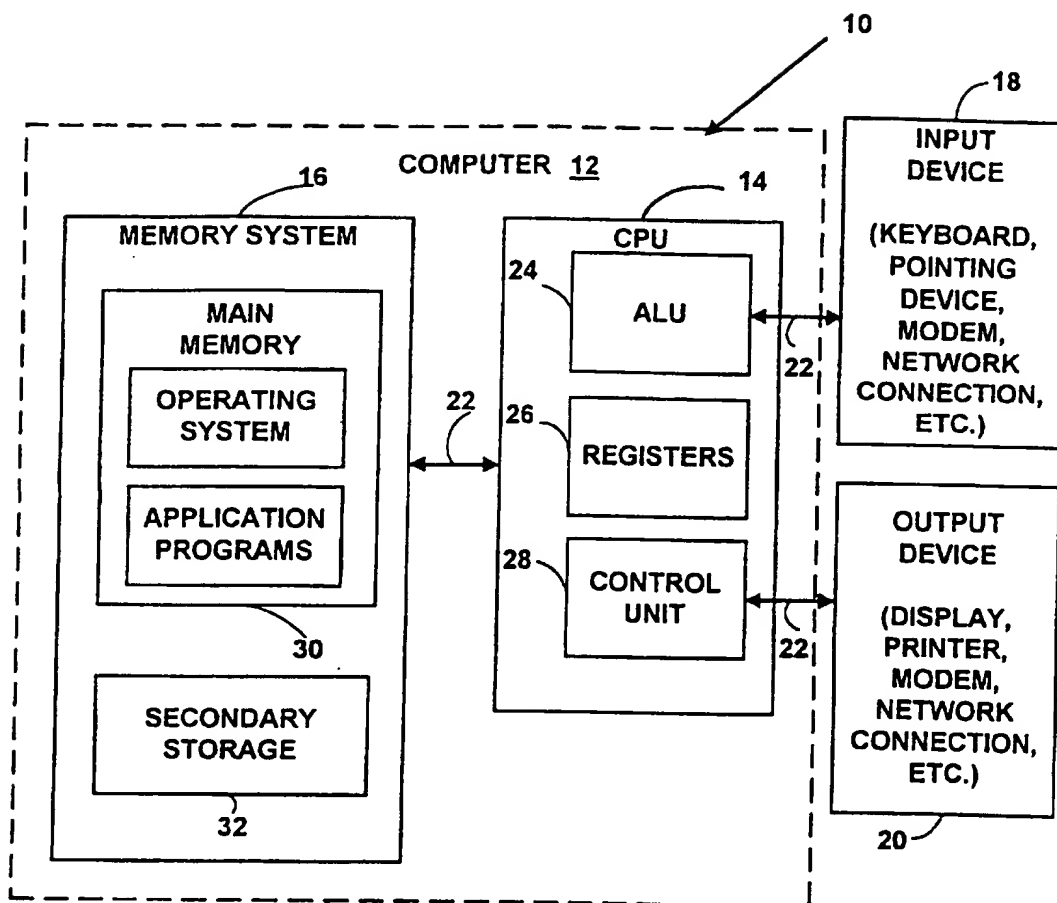 10
COMPUTER 12
16
MEMORY SYSTEM
MAIN
MEMORY
OPERATING
SYSTEM
APPLICATION
PROGRAMS
30
SECONDARY
STORAGE
32
22
14
CPU
24
ALU
26
REGISTERS
28
CONTROL
UNIT
22
22
18
INPUT
DEVICE
(KEYBOARD,
POINTING
DEVICE,
MODEM,
NETWORK
CONNECTION,
ETC.)
OUTPUT
DEVICE
(DISPLAY,
PRINTER,
MODEM,
NETWORK
CONNECTION,
ETC.)
20